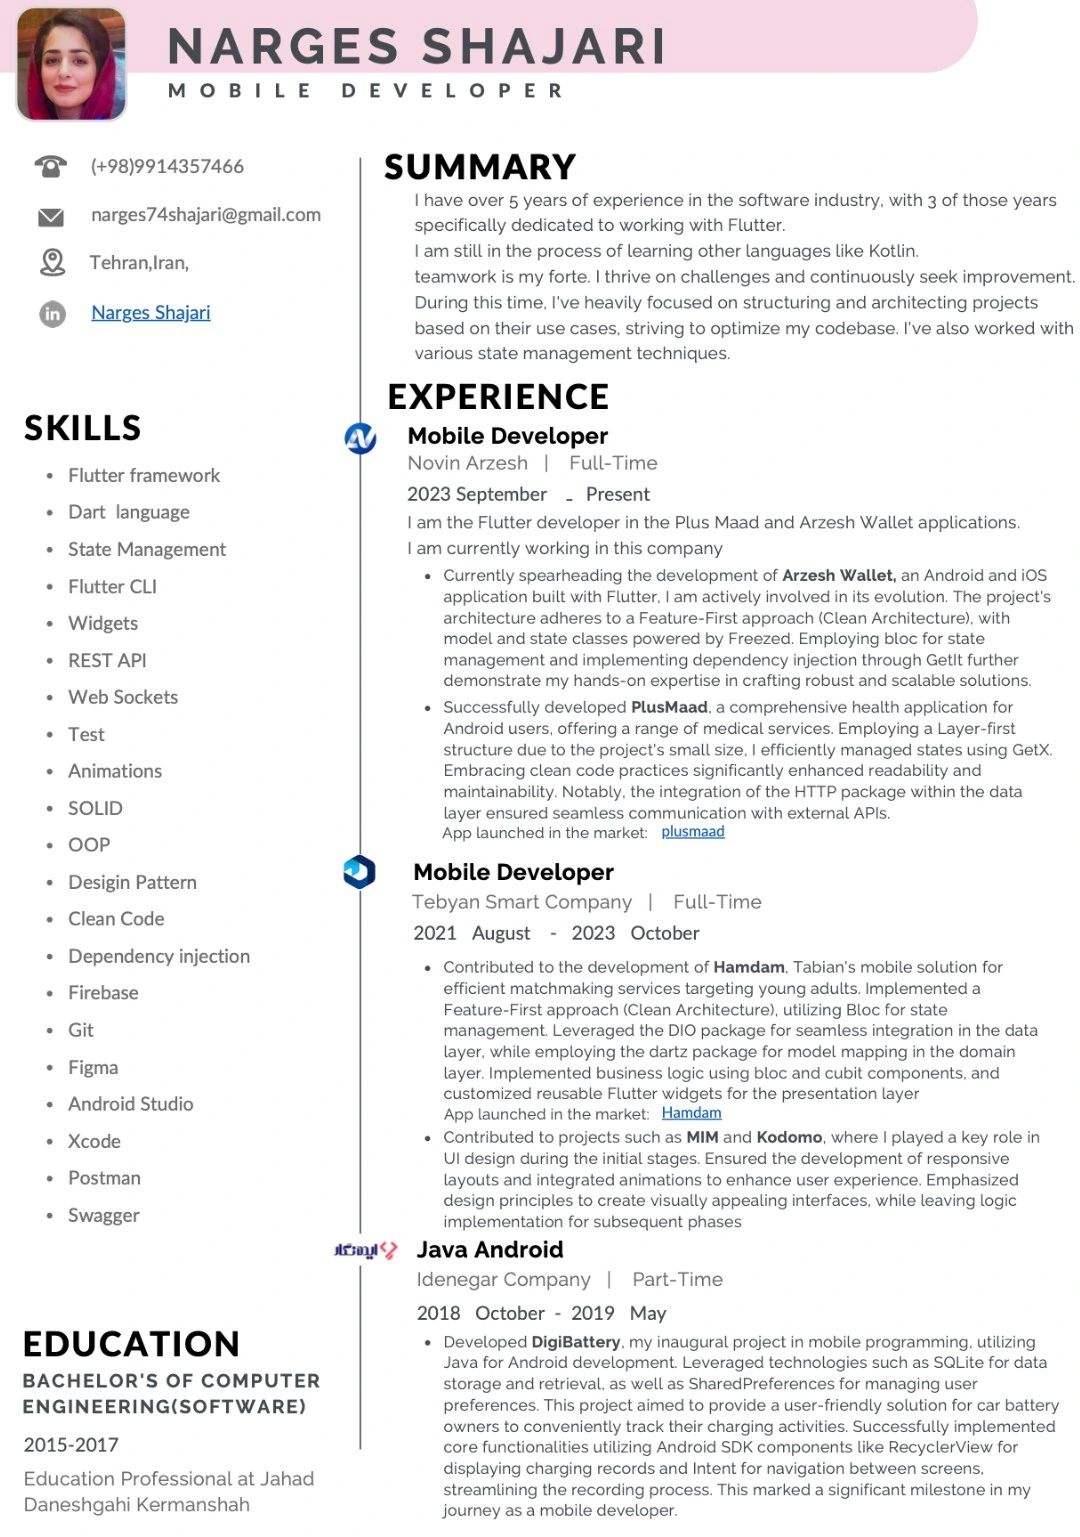 NARGES SHAJARI
MOBILE DEVELOPER
(+98)9914357466
narges74shajari@gmail.com
Tehran,Iran,
in
Narges Shajari
SKILLS
• Flutter framework
• Dart language
• State Management
• Flutter CLI
• Widgets
• REST API
• Web Sockets
• Test
• Animations
• SOLID
• OOP
• Desigin Pattern
• Clean Code
• Dependency injection
• Firebase
• Git
• Figma
• Android Studio
• Xcode
• Postman
• Swagger
EDUCATION
BACHELOR'S OF COMPUTER
ENGINEERING(SOFTWARE)
2015-2017
Education Professional at Jahad
Daneshgahi Kermanshah
SUMMARY
I have over 5 years of experience in the software industry, with 3 of those years
specifically dedicated to working with Flutter.
I am still in the process of learning other languages like Kotlin.
teamwork is my forte. I thrive on challenges and continuously seek improvement.
During this time, I've heavily focused on structuring and architecting projects
based on their use cases, striving to optimize my codebase. I've also worked with
various state management techniques.
EXPERIENCE
Mobile Developer
Novin Arzesh | Full-Time
2023 September - Present
I am the Flutter developer in the Plus Maad and Arzesh Wallet applications.
I am currently working in this company
• Currently spearheading the development of Arzesh Wallet, an Android and iOS
application built with Flutter, I am actively involved in its evolution. The project's
architecture adheres to a Feature-First approach (Clean Architecture), with
model and state classes powered by Freezed. Employing bloc for state
management and implementing dependency injection through GetIt further
demonstrate my hands-on expertise in crafting robust and scalable solutions.
• Successfully developed PlusMaad, a comprehensive health application for
Android users, offering a range of medical services. Employing a Layer-first
structure due to the project's small size, I efficiently managed states using GetX.
Embracing clean code practices significantly enhanced readability and
maintainability. Notably, the integration of the HTTP package within the data
layer ensured seamless communication with external APIs.
App launched in the market: plusmaad
Mobile Developer
Tebyan Smart Company | Full-Time
2021 August - 2023 October
• Contributed to the development of Hamdam, Tabian's mobile solution for
efficient matchmaking services targeting young adults. Implemented a
Feature-First approach (Clean Architecture), utilizing Bloc for state
management. Leveraged the DIO package for seamless integration in the data
layer, while employing the dartz package for model mapping in the domain
layer. Implemented business logic using bloc and cubit components, and
customized reusable Flutter widgets for the presentation layer
App launched in the market: Hamdam
• Contributed to projects such as MIM and Kodomo, where I played a key role in
UI design during the initial stages. Ensured the development of responsive
layouts and integrated animations to enhance user experience. Emphasized
design principles to create visually appealing interfaces, while leaving logic
implementation for subsequent phases
ایده‌نگار
Java Android
Idenegar Company | Part-Time
2018 October - 2019 May
• Developed DigiBattery, my inaugural project in mobile programming, utilizing
Java for Android development. Leveraged technologies such as SQLite for data
storage and retrieval, as well as SharedPreferences for managing user
preferences. This project aimed to provide a user-friendly solution for car battery
owners to conveniently track their charging activities. Successfully implemented
core functionalities utilizing Android SDK components like RecyclerView for
displaying charging records and Intent for navigation between screens,
streamlining the recording process. This marked a significant milestone in my
journey as a mobile developer.